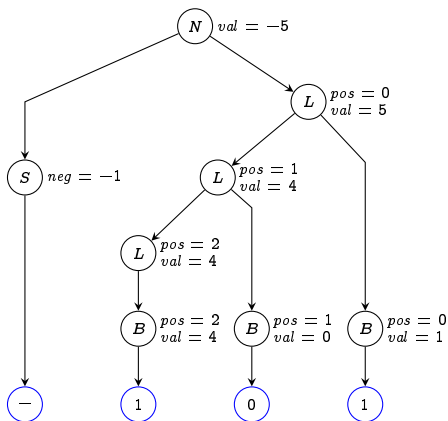 N val = −5
L pos = 0
val = 5
S neg = −1
L pos = 1
val = 4
L pos = 2
val = 4
B pos = 2
val = 4
B pos = 1
val = 0
B pos = 0
val = 1
− 1 0 1